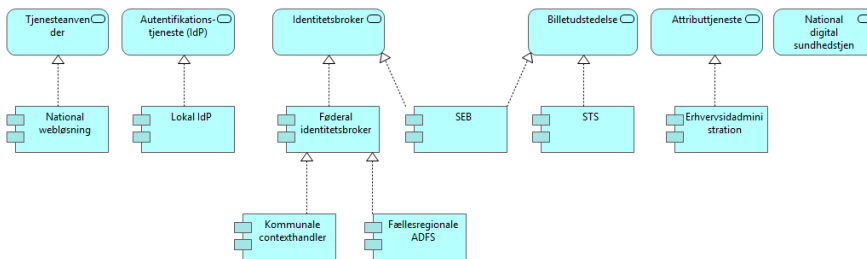 Tjenesteanven
der
Autentifikations-
tjeneste (IdP)
Identitetsbroker
Billetudstedelse
Attributtjeneste
National
digital
sundhedstjen
National
webløsning
Lokal IdP
Føderal
identitetsbroker
SEB
STS
Erhvervsidadmini
stration
Kommunale
contexthandler
Fællesregionale
ADFS